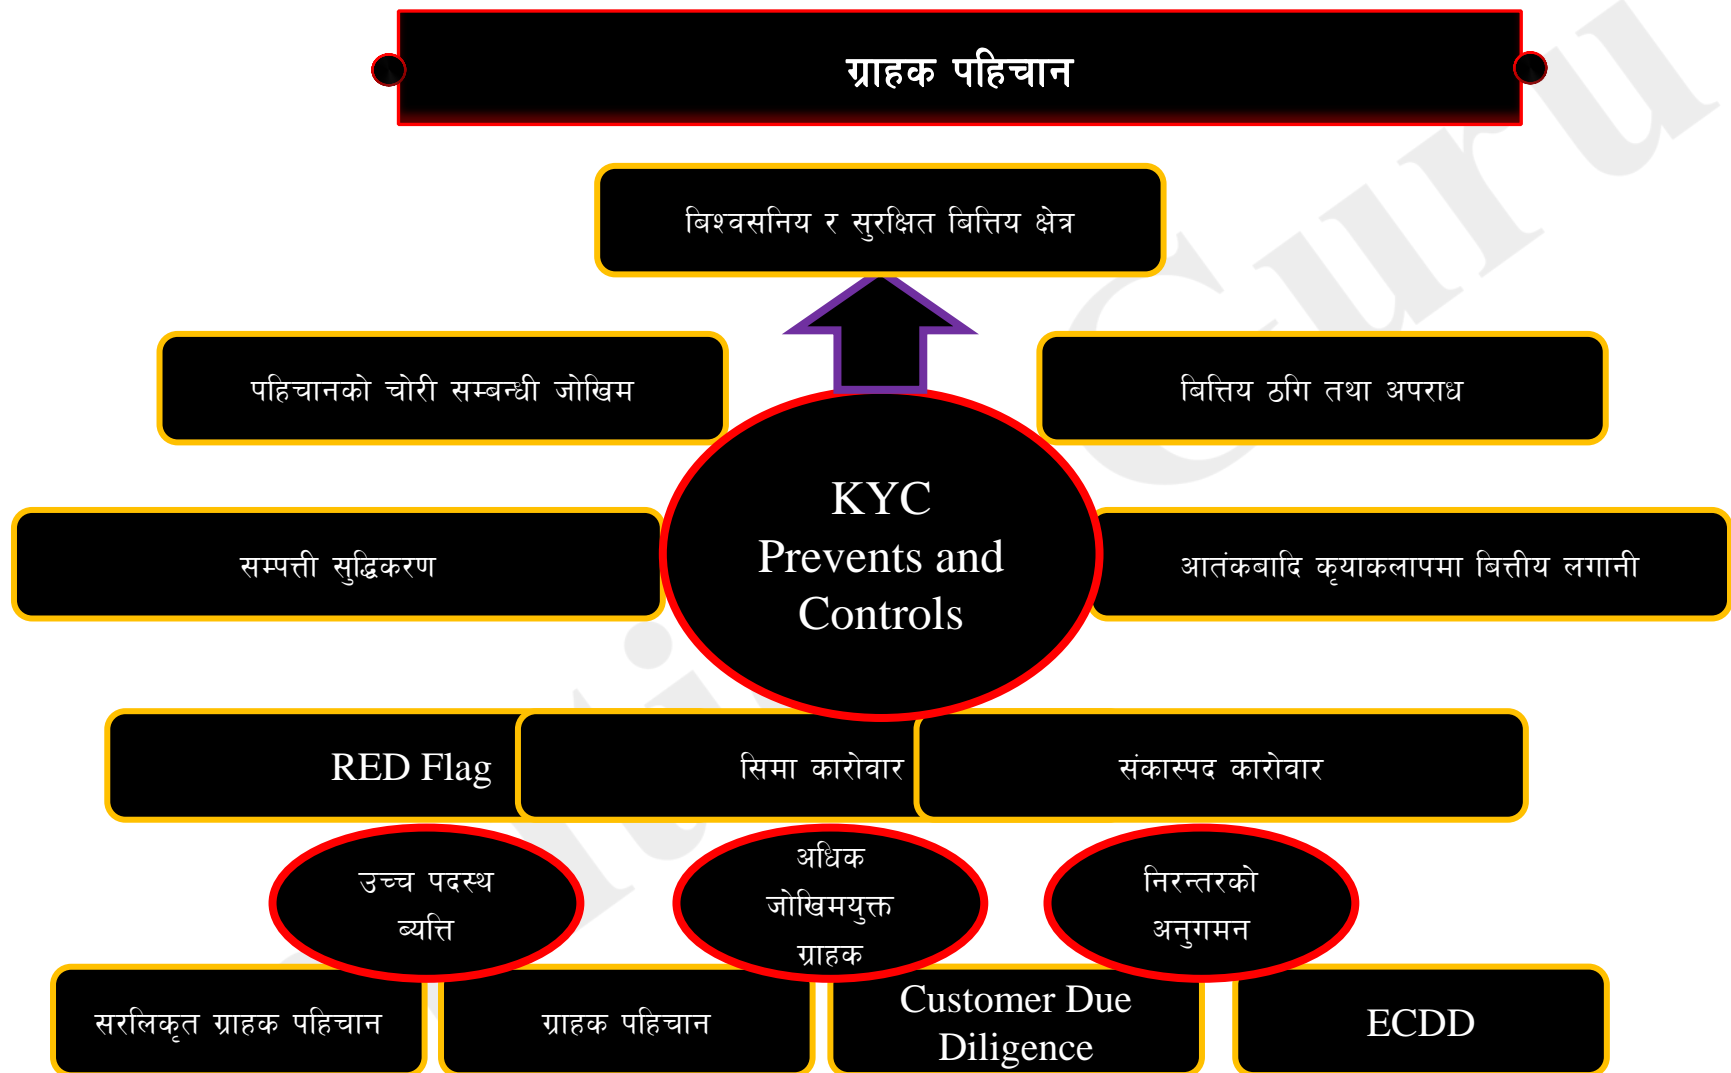 ग्राहक पहिचान
बिश्वसनिय र सुरक्षित बित्तिय क्षेत्र
पहिचानको चोरी सम्बन्धी जोखिम
बित्तिय ठगि तथा अपराध
KYC
Prevents and
Controls
सम्पत्ती सुद्धिकरण
आतंकबादि कृयाकलापमा बित्तीय लगानी
RED Flag
सिमा कारोवार
संकास्पद कारोवार
उच्च पदस्थ
ब्यत्ति
अधिक
जोखिमयुक्त
ग्राहक
निरन्तरको
अनुगमन
सरलिकृत ग्राहक पहिचान
ग्राहक पहिचान
Customer Due
Diligence
ECDD